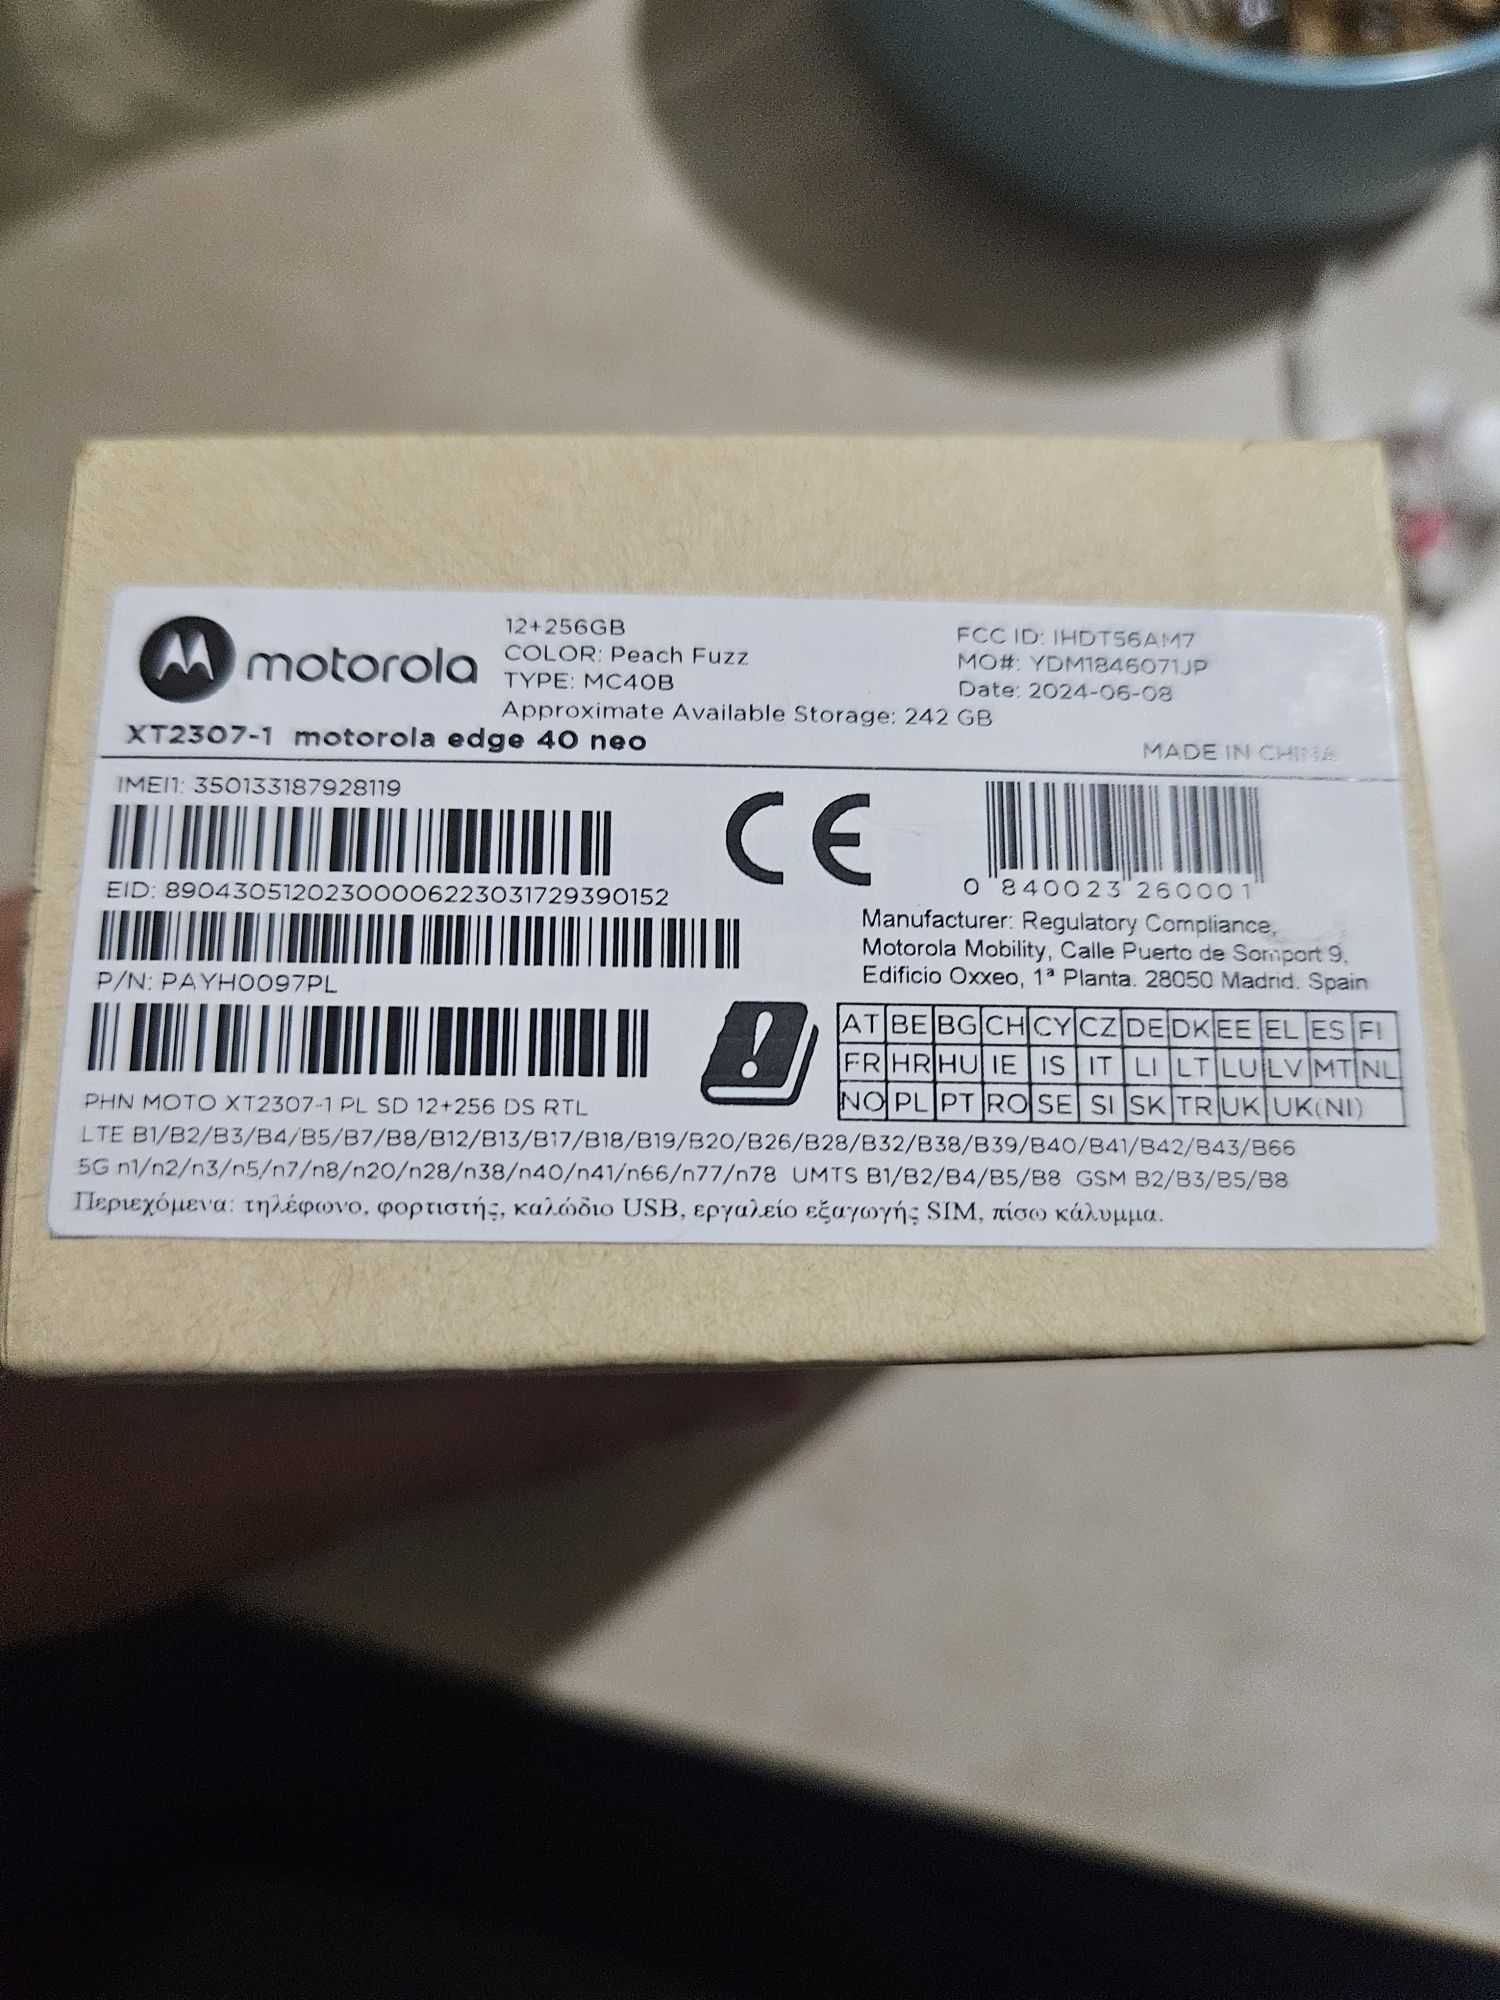 motorola
12+256GB
COLOR: Peach Fuzz
TYPE: MC40B
Approximate Available Storage: 242 GB
FCC ID: IHDT56AM7
MO#: YDM1846071JP
Date: 2024-06-08
XT2307-1 motorola edge 40 neo
MADE IN CHINA
IMEI1: 350133187928119
EID: 89043051202300006223031729390152
P/N: PAYH0097PL
CE
0 840023 260001
Manufacturer: Regulatory Compliance,
Motorola Mobility, Calle Puerto de Somport 9,
Edificio Oxxeo, 1ª Planta. 28050 Madrid. Spain
AT BE BG CH CY CZ DE DK EE EL ES FI
FR HR HU IE IS IT LI LT LU LV MT NL
NO PL PT RO SE SI SK TR UK UK(NI)
PHN MOTO XT2307-1 PL SD 12+256 DS RTL
LTE B1/B2/B3/B4/B5/B7/B8/B12/B13/B17/B18/B19/B20/B26/B28/B32/B38/B39/B40/B41/B42/B43/B66
5G n1/n2/n3/n5/n7/n8/n20/n28/n38/n40/n41/n66/n77/n78 UMTS B1/B2/B4/B5/B8 GSM B2/B3/B5/B8
Περιεχόμενα: τηλέφωνο, φορτιστής, καλώδιο USB, εργαλείο εξαγωγής SIM, πίσω κάλυμμα.